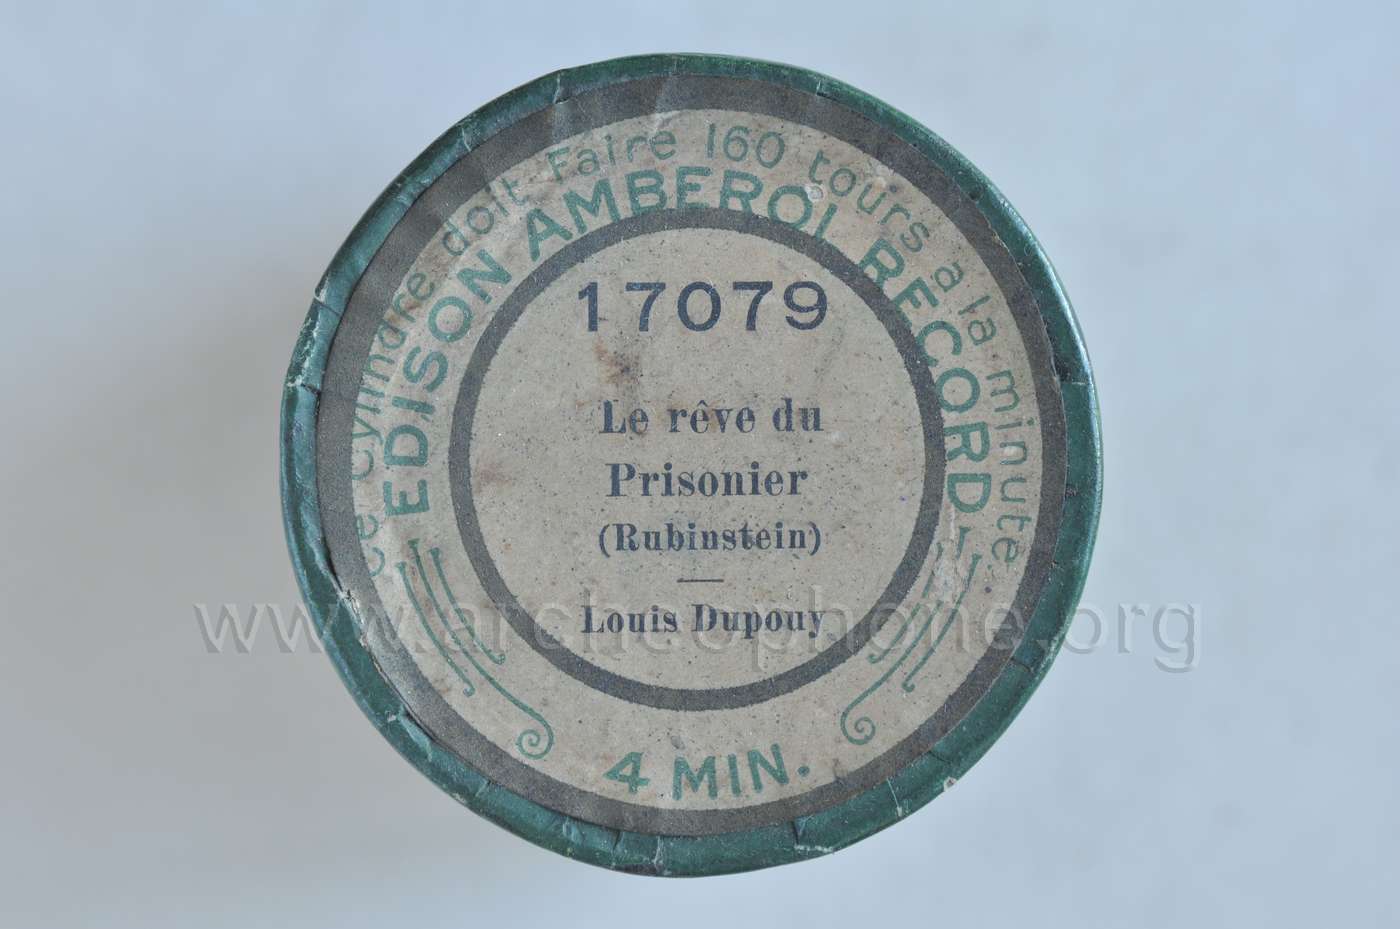 Ce cylindre doit Faire 160 tours a la minute.
EDISON AMBEROL RECORD
17079
Le rêve du
Prisonier
(Rubinstein)
Louis Dupouy
4 MIN.
www.archeophone.org